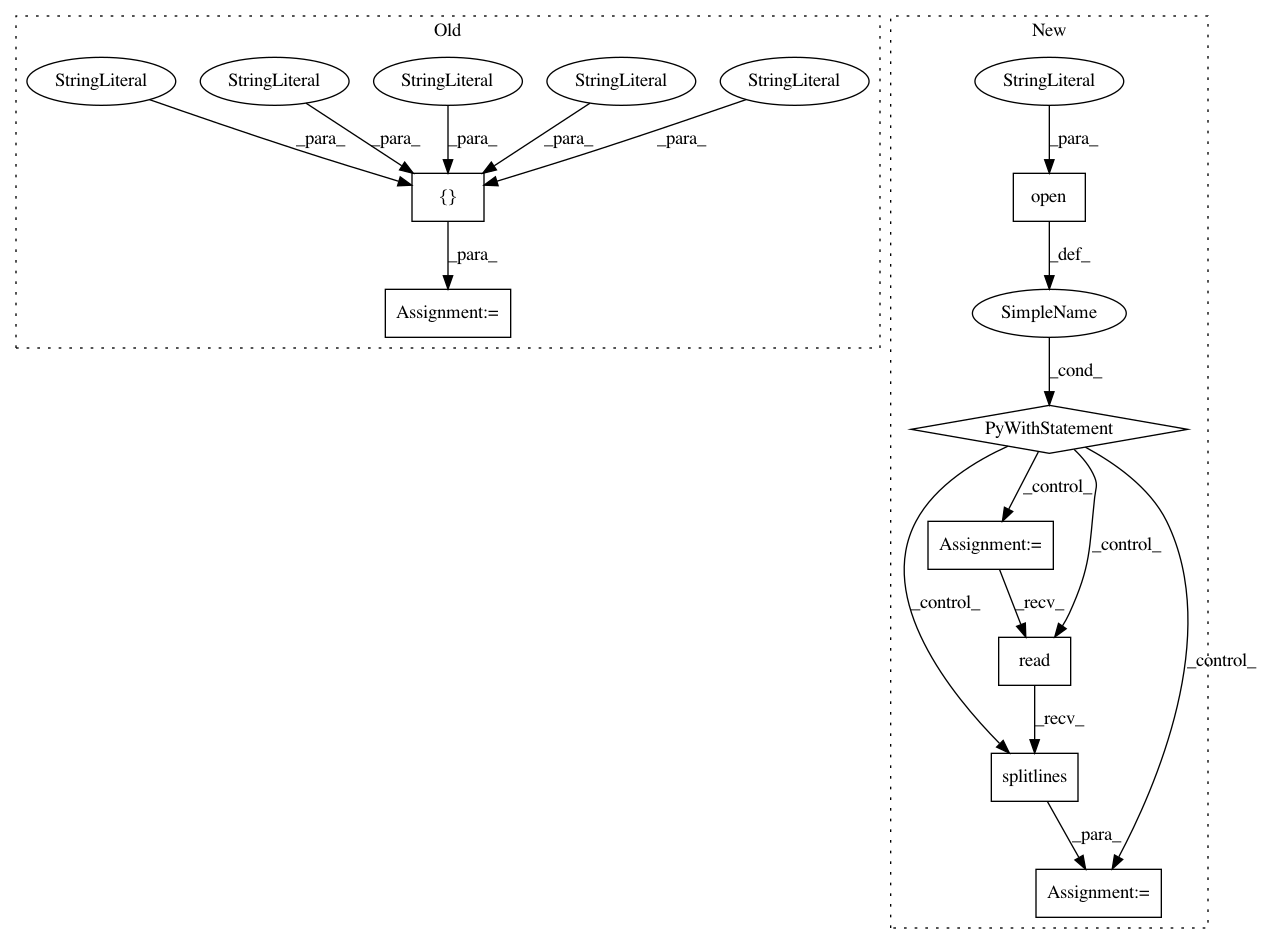 Old
New
StringLiteral
StringLiteral
StringLiteral
StringLiteral
StringLiteral
StringLiteral
_para_
_para_
_para_
_para_
_para_
_para_
{}
open
_para_
_def_
Assignment:=
SimpleName
_cond_
PyWithStatement
_control_
Assignment:=
_control_
_control_
_recv_
read
_control_
_recv_
splitlines
_para_
Assignment:=